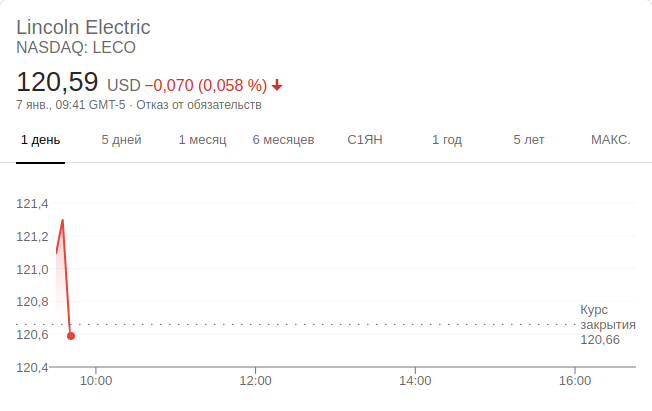 Lincoln Electric
NASDAQ: LECO
120,59 USD −0,070 (0,058 %)
7 янв., 09:41 GMT-5 · Отказ от обязательств
1 день 5 дней 1 месяц 6 месяцев С1ЯН 1 год 5 лет МАКС.
121,4
121,2
121,0
120,8
120,6
120,4
Курс
закрытия
120,66
10:00 12:00 14:00 16:00